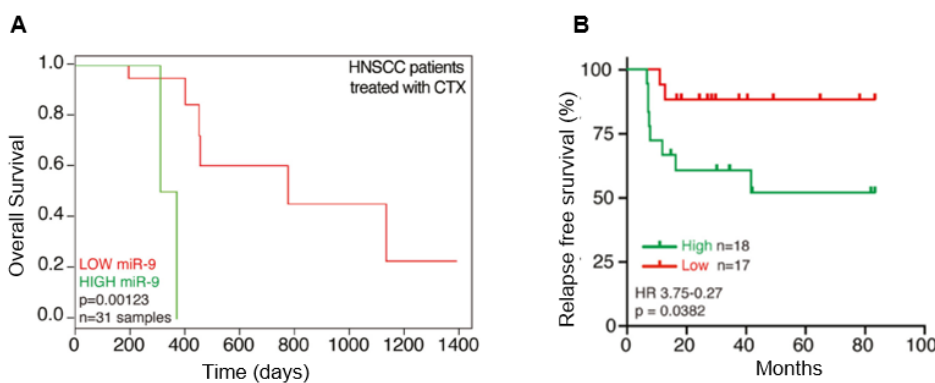 A
Overall Survival
1.0
0.8
0.6
0.4
0.2
0.0
HNSCC patients
treated with CTX
LOW miR-9
HIGH miR-9
p=0.00123
n=31 samples
0 200 400 600 800 1000 1200 1400
Time (days)
B
Relapse free srurvival (%)
100
75
50
25
0
High n=18
Low n=17
HR 3.75-0.27
p = 0.0382
0 20 40 60 80 100
Months